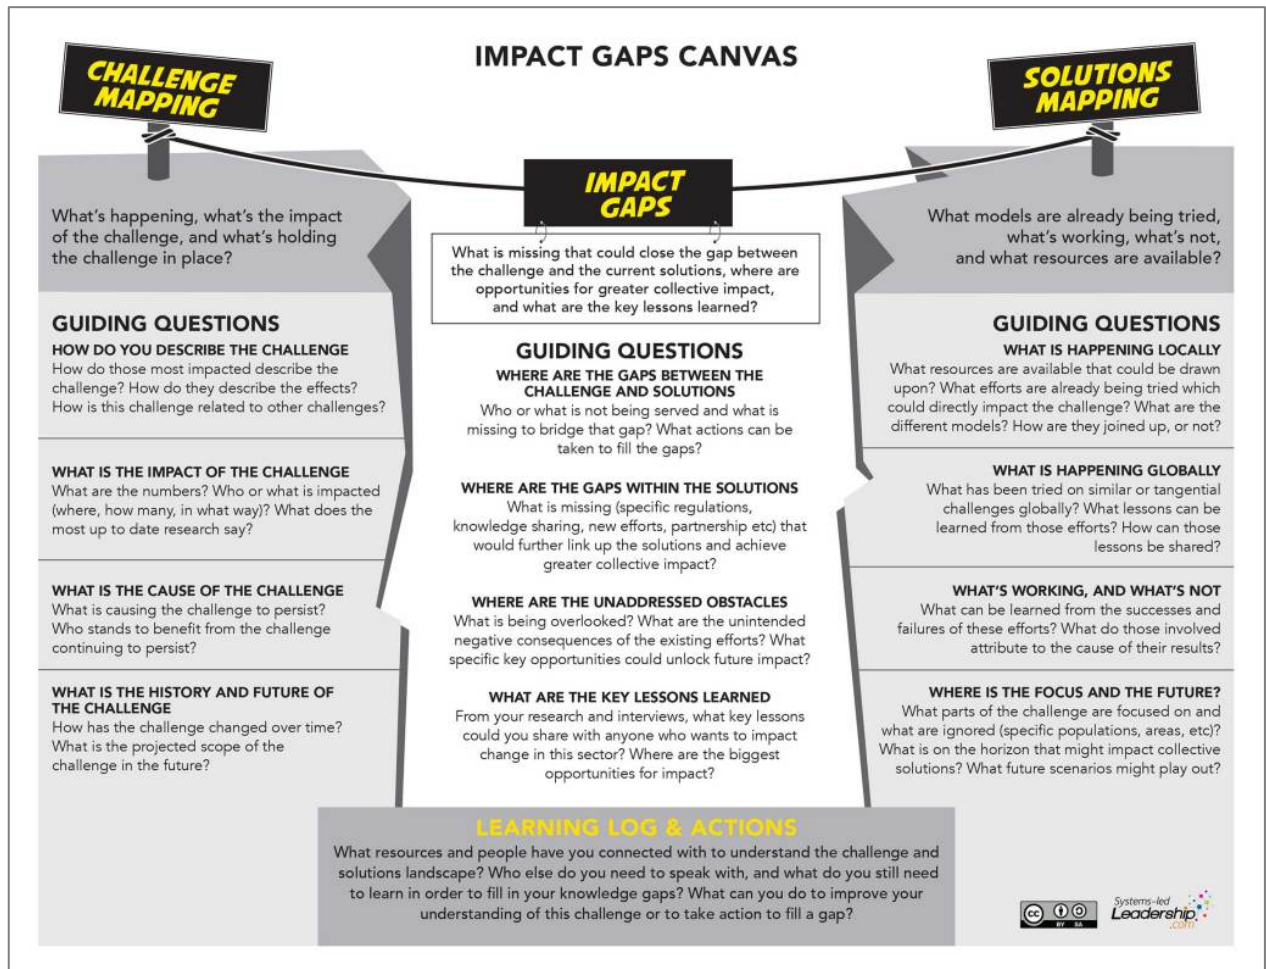 IMPACT GAPS CANVAS
CHALLENGE
MAPPING
What's happening, what's the impact
of the challenge, and what's holding
the challenge in place?
GUIDING QUESTIONS
HOW DO YOU DESCRIBE THE CHALLENGE
How do those most impacted describe the
challenge? How do they describe the effects?
How is this challenge related to other challenges?
WHAT IS THE IMPACT OF THE CHALLENGE
What are the numbers? Who or what is impacted
(where, how many, in what way)? What does the
most up to date research say?
WHAT IS THE CAUSE OF THE CHALLENGE
What is causing the challenge to persist?
Who stands to benefit from the challenge
continuing to persist?
WHAT IS THE HISTORY AND FUTURE OF
THE CHALLENGE
How has the challenge changed over time?
What is the projected scope of the
challenge in the future?
IMPACT
GAPS
What is missing that could close the gap between
the challenge and the current solutions, where are
opportunities for greater collective impact,
and what are the key lessons learned?
GUIDING QUESTIONS
WHERE ARE THE GAPS BETWEEN THE
CHALLENGE AND SOLUTIONS
Who or what is not being served and what is
missing to bridge that gap? What actions can be
taken to fill the gaps?
WHERE ARE THE GAPS WITHIN THE SOLUTIONS
What is missing (specific regulations,
knowledge sharing, new efforts, partnership etc) that
would further link up the solutions and achieve
greater collective impact?
WHERE ARE THE UNADDRESSED OBSTACLES
What is being overlooked? What are the unintended
negative consequences of the existing efforts? What
specific key opportunities could unlock future impact?
WHAT ARE THE KEY LESSONS LEARNED
From your research and interviews, what key lessons
could you share with anyone who wants to impact
change in this sector? Where are the biggest
opportunities for impact?
SOLUTIONS
MAPPING
What models are already being tried,
what's working, what's not,
and what resources are available?
GUIDING QUESTIONS
WHAT IS HAPPENING LOCALLY
What resources are available that could be drawn
upon? What efforts are already being tried which
could directly impact the challenge? What are the
different models? How are they joined up, or not?
WHAT IS HAPPENING GLOBALLY
What has been tried on similar or tangential
challenges globally? What lessons can be
learned from those efforts? How can those
lessons be shared?
WHAT'S WORKING, AND WHAT'S NOT
What can be learned from the successes and
failures of these efforts? What do those involved
attribute to the cause of their results?
WHERE IS THE FOCUS AND THE FUTURE?
What parts of the challenge are focused on and
what are ignored (specific populations, areas, etc)?
What is on the horizon that might impact collective
solutions? What future scenarios might play out?
LEARNING LOG & ACTIONS
What resources and people have you connected with to understand the challenge and
solutions landscape? Who else do you need to speak with, and what do you still need
to learn in order to fill in your knowledge gaps? What can you do to improve your
understanding of this challenge or to take action to fill a gap?
cc
BY SA
Systems-led
Leadership
.com